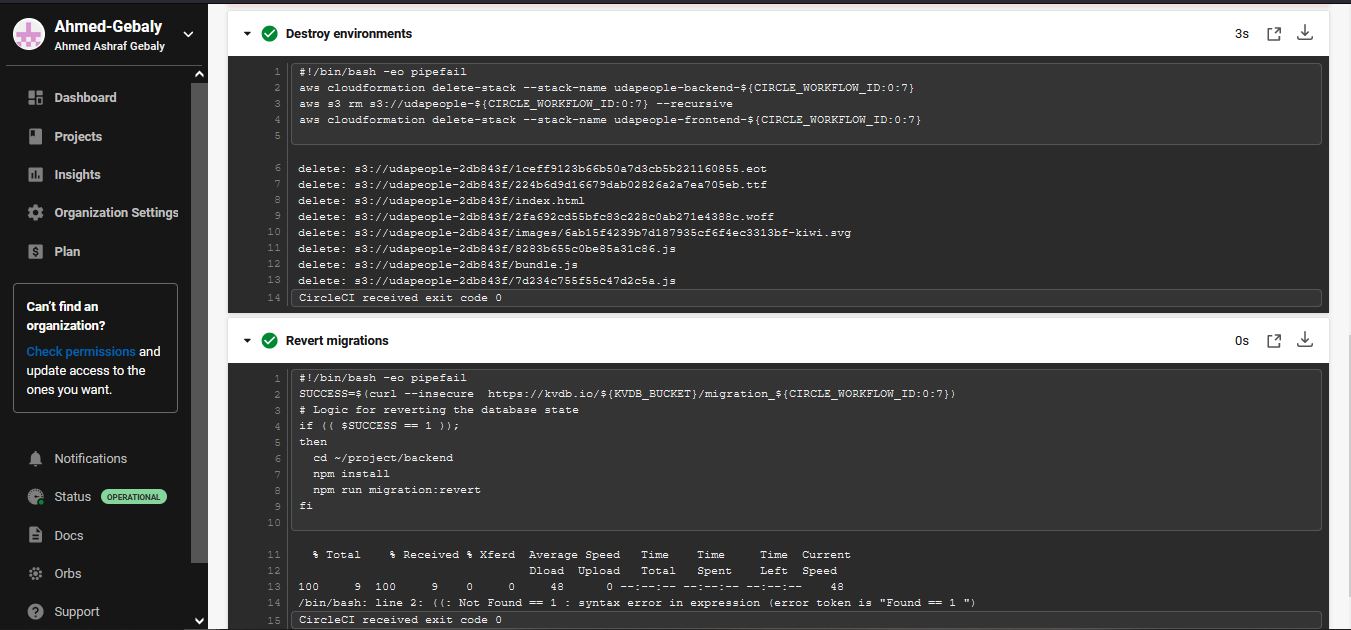 Ahmed-Gebaly
Ahmed Ashraf Gebaly
Dashboard
Projects
Insights
Organization Settings
Plan
Can't find an
organization?
Check permissions and
update access to the
ones you want.
Notifications
Status OPERATIONAL
Docs
Orbs
Support
Destroy environments 3s
1 #!/bin/bash -eo pipefail
2 aws cloudformation delete-stack --stack-name udapeople-backend-${CIRCLE_WORKFLOW_ID:0:7}
3 aws s3 rm s3://udapeople-${CIRCLE_WORKFLOW_ID:0:7} --recursive
4 aws cloudformation delete-stack --stack-name udapeople-frontend-${CIRCLE_WORKFLOW_ID:0:7}
5
6 delete: s3://udapeople-2db843f/1ceff9123b66b50a7d3cb5b221160855.eot
7 delete: s3://udapeople-2db843f/224b6d9d16679dab02826a2a7ea705eb.ttf
8 delete: s3://udapeople-2db843f/index.html
9 delete: s3://udapeople-2db843f/2fa692cd55bfc83c228c0ab271e4388c.woff
10 delete: s3://udapeople-2db843f/images/6ab15f4239b7d187935cf6f4ec3313bf-kiwi.svg
11 delete: s3://udapeople-2db843f/8283b655c0be85a31c86.js
12 delete: s3://udapeople-2db843f/bundle.js
13 delete: s3://udapeople-2db843f/7d234c755f55c47d2c5a.js
14 CircleCI received exit code 0
Revert migrations 0s
1 #!/bin/bash -eo pipefail
2 SUCCESS=$(curl --insecure  https://kvdb.io/${KVDB_BUCKET}/migration_${CIRCLE_WORKFLOW_ID:0:7})
3 # Logic for reverting the database state
4 if (( $SUCCESS == 1 ));
5 then
6   cd ~/project/backend
7   npm install
8   npm run migration:revert
9 fi
10
11   % Total    % Received % Xferd  Average Speed   Time    Time     Time  Current
12                                  Dload  Upload   Total   Spent    Left  Speed
13 100     9  100     9    0     0     48      0 --:--:-- --:--:-- --:--:--    48
14 /bin/bash: line 2: ((: Not Found == 1 : syntax error in expression (error token is "Found == 1 ")
15 CircleCI received exit code 0